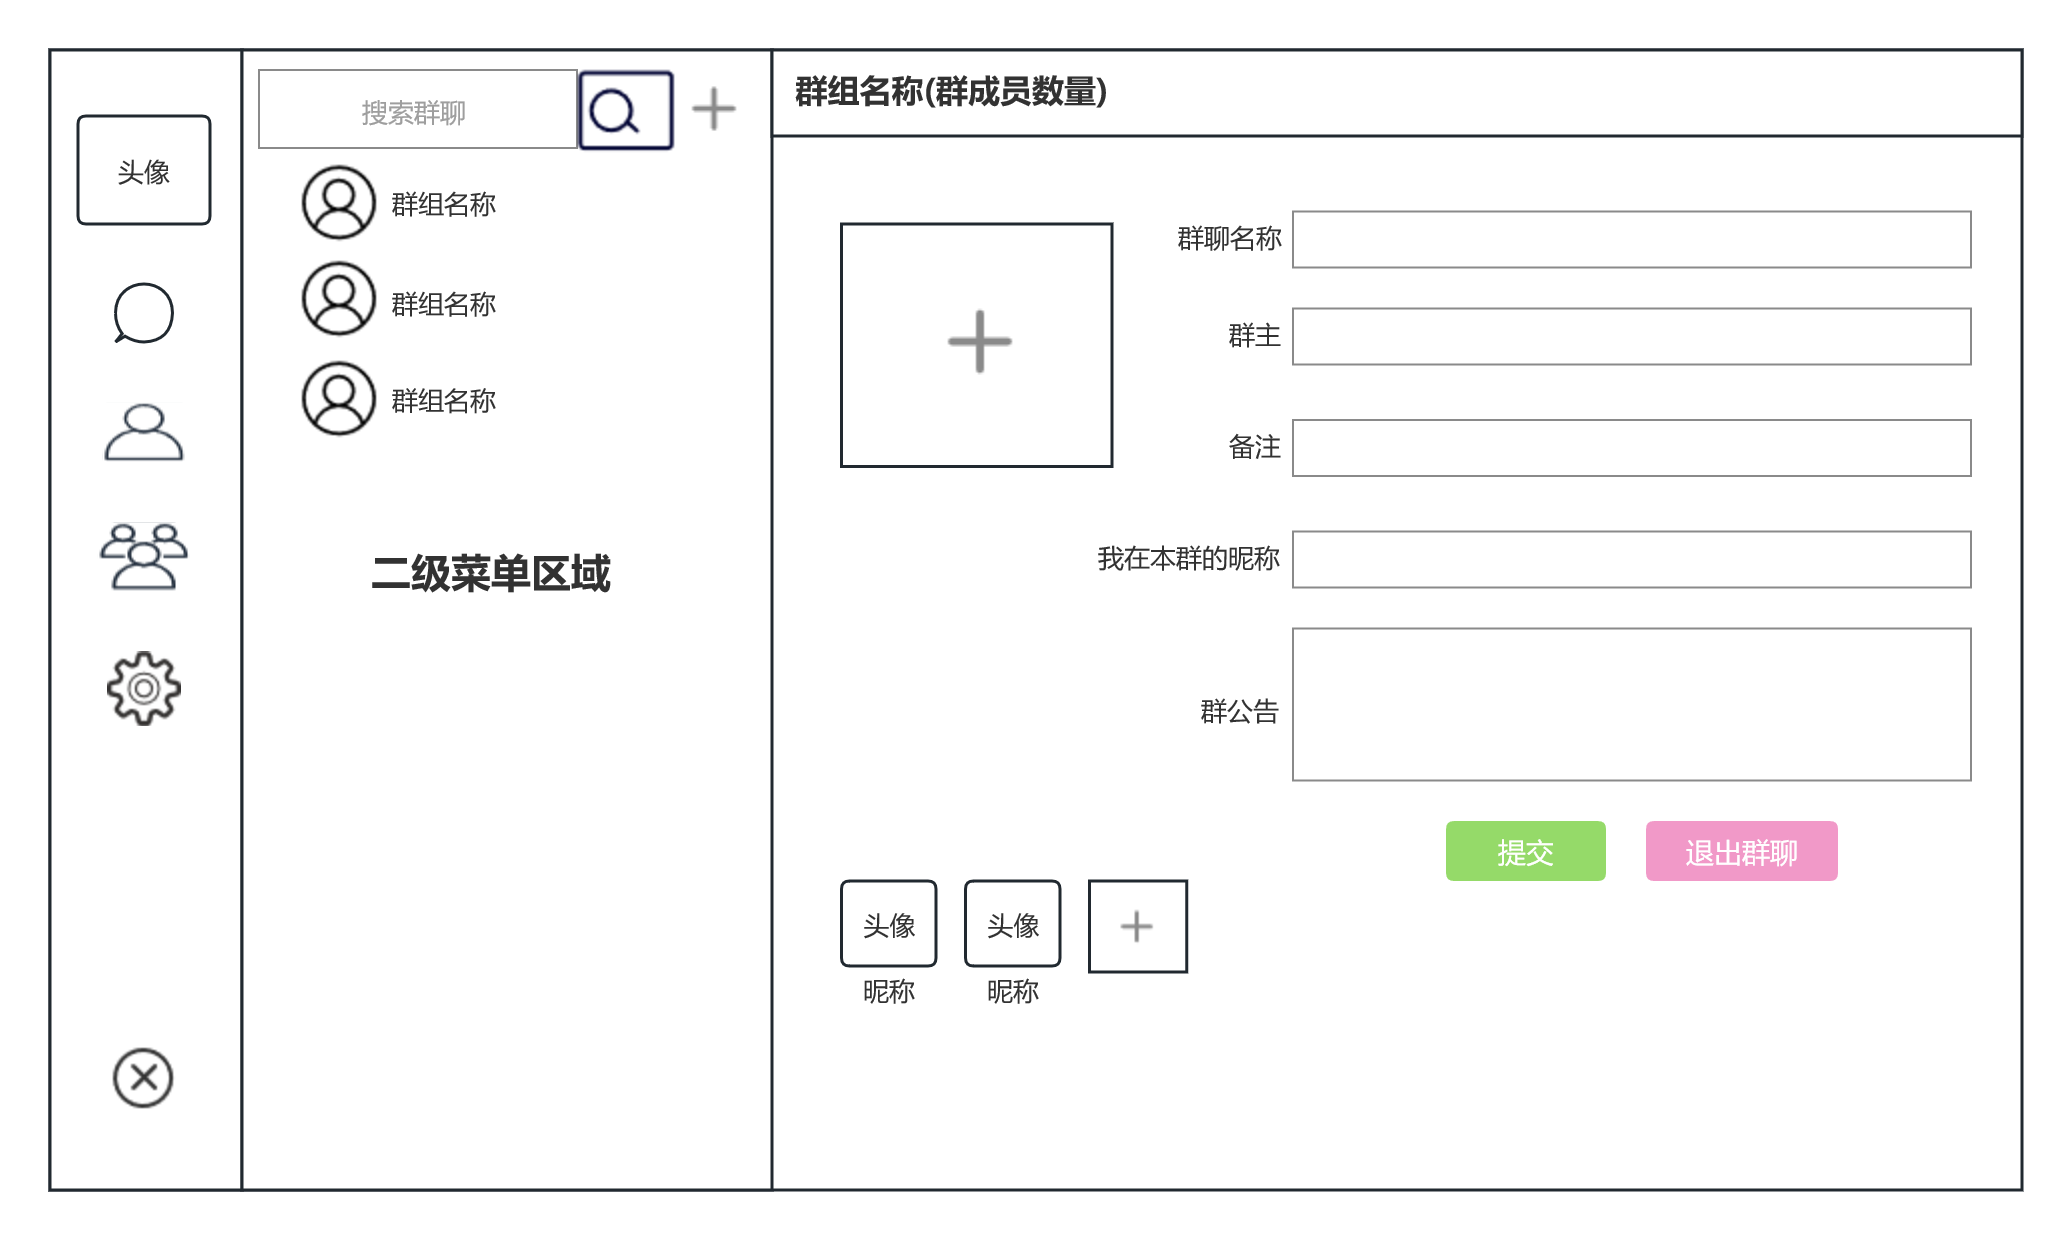 头像
搜索群聊
群组名称
群组名称
群组名称
二级菜单区域
群组名称(群成员数量)
群聊名称
群主
备注
我在本群的昵称
群公告
提交
退出群聊
头像
头像
昵称
昵称